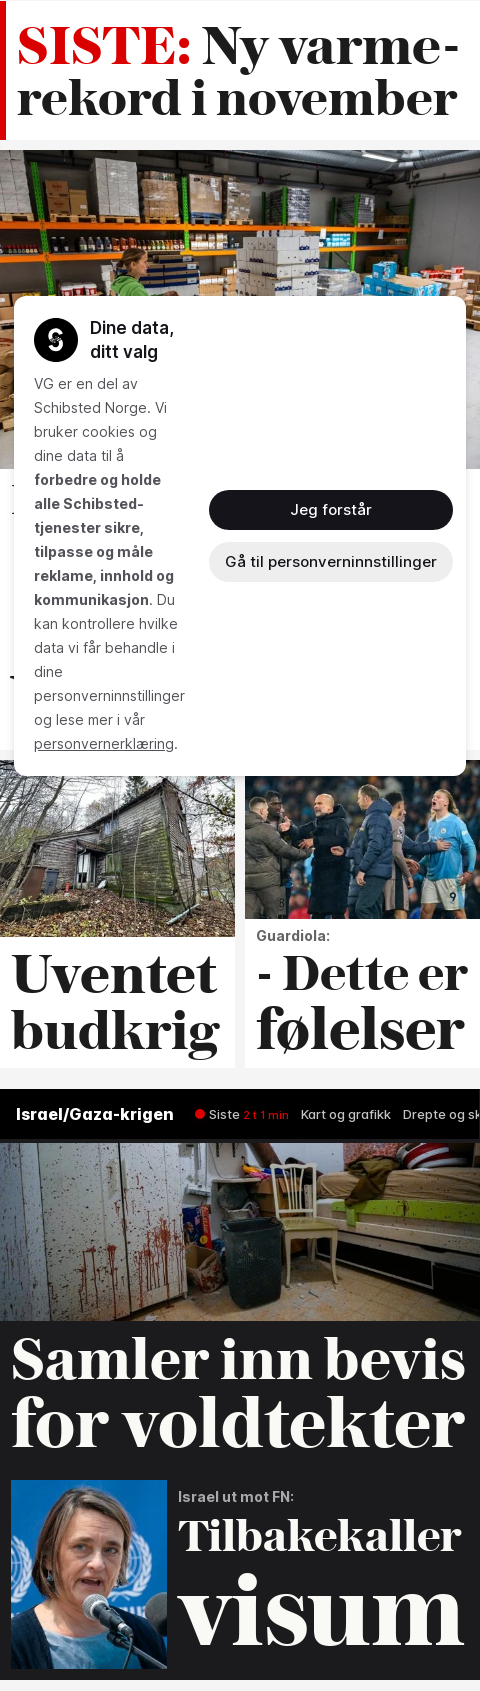 SISTE: Ny varme-
rekord i november
Dine data,
ditt valg
VG er en del av
Schibsted Norge. Vi
bruker cookies og
dine data til å
forbedre og holde
alle Schibsted-
tjenester sikre,
tilpasse og måle
reklame, innhold og
kommunikasjon. Du
kan kontrollere hvilke
data vi får behandle i
dine
personverninnstillinger
og lese mer i vår
personvernerklæring.
Jeg forstår
Gå til personverninnstillinger
Uventet
budkrig
Guardiola:
- Dette er
følelser
Israel/Gaza-krigen Siste 2 t 1 min Kart og grafikk Drepte og sk
Samler inn bevis
for voldtekter
Israel ut mot FN:
Tilbakekaller
visum